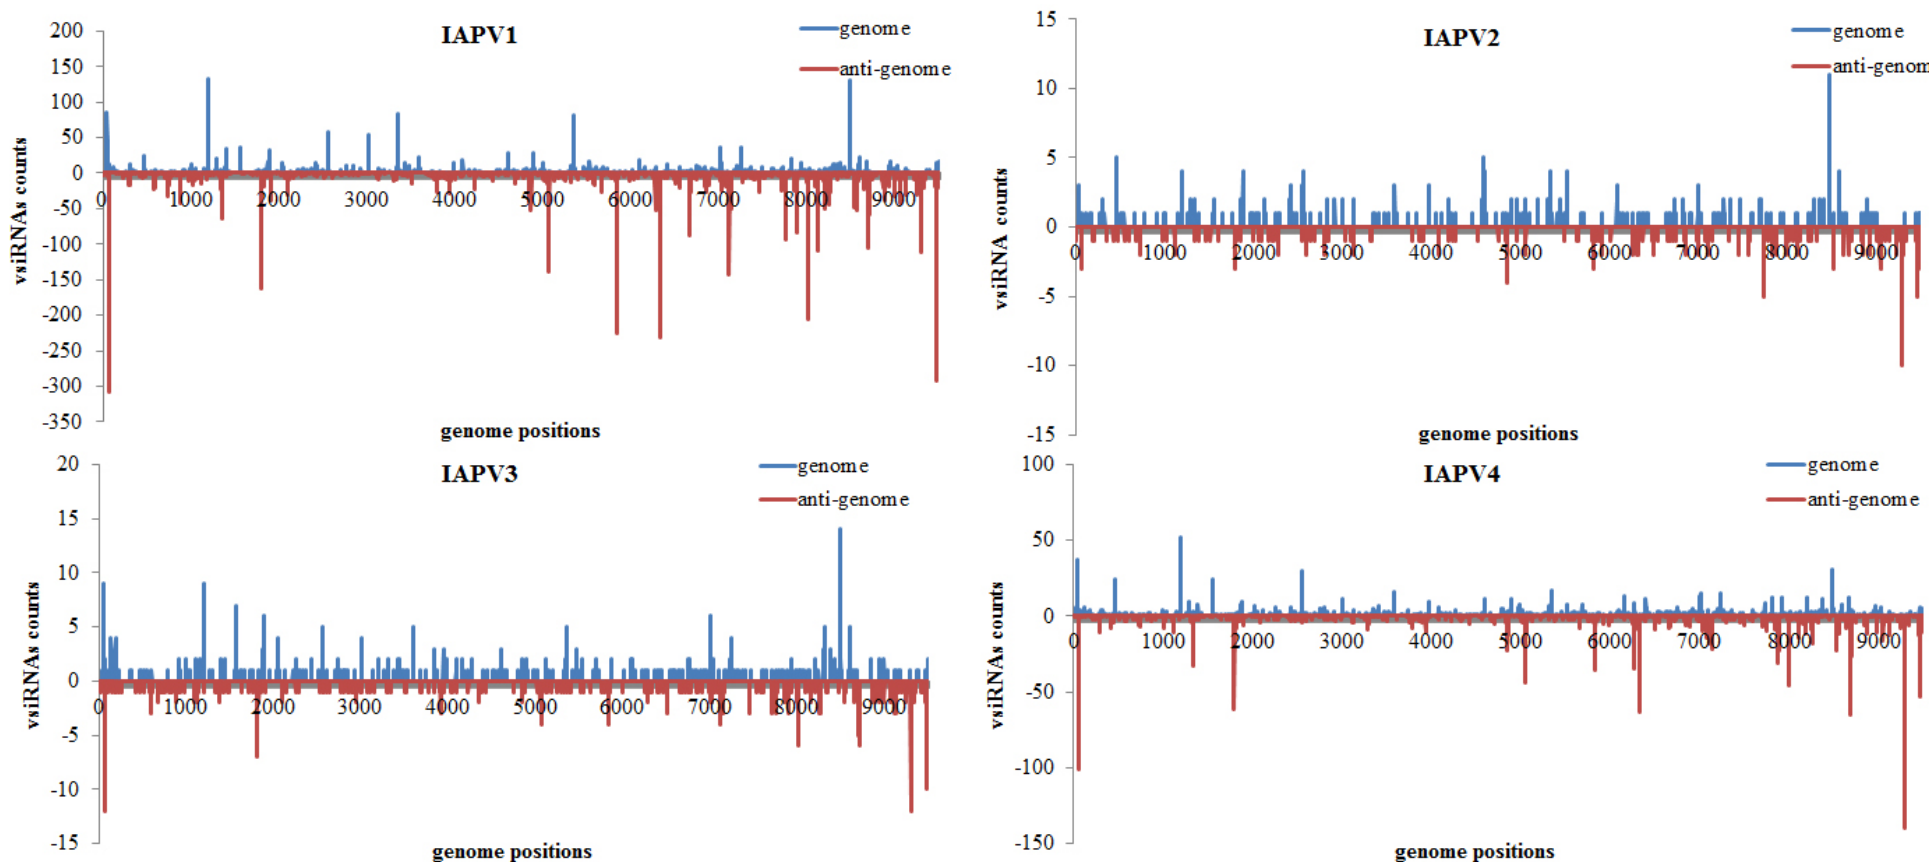 IAPV1
genome
anti-genome
200
150
100
50
0
-50
-100
-150
-200
-250
-300
-350
vsiRNAs counts
0 1000 2000 3000 4000 5000 6000 7000 8000 9000
genome positions
IAPV2
genome
anti-genom
15
10
5
0
-5
-10
-15
vsiRNA counts
0 1000 2000 3000 4000 5000 6000 7000 8000 9000
genome positions
IAPV3
genome
anti-genome
20
15
10
5
0
-5
-10
-15
vsiRNAs counts
0 1000 2000 3000 4000 5000 6000 7000 8000 9000
genome positions
IAPV4
genome
anti-genome
100
50
0
-50
-100
-150
vsiRNAs counts
0 1000 2000 3000 4000 5000 6000 7000 8000 9000
genome positions